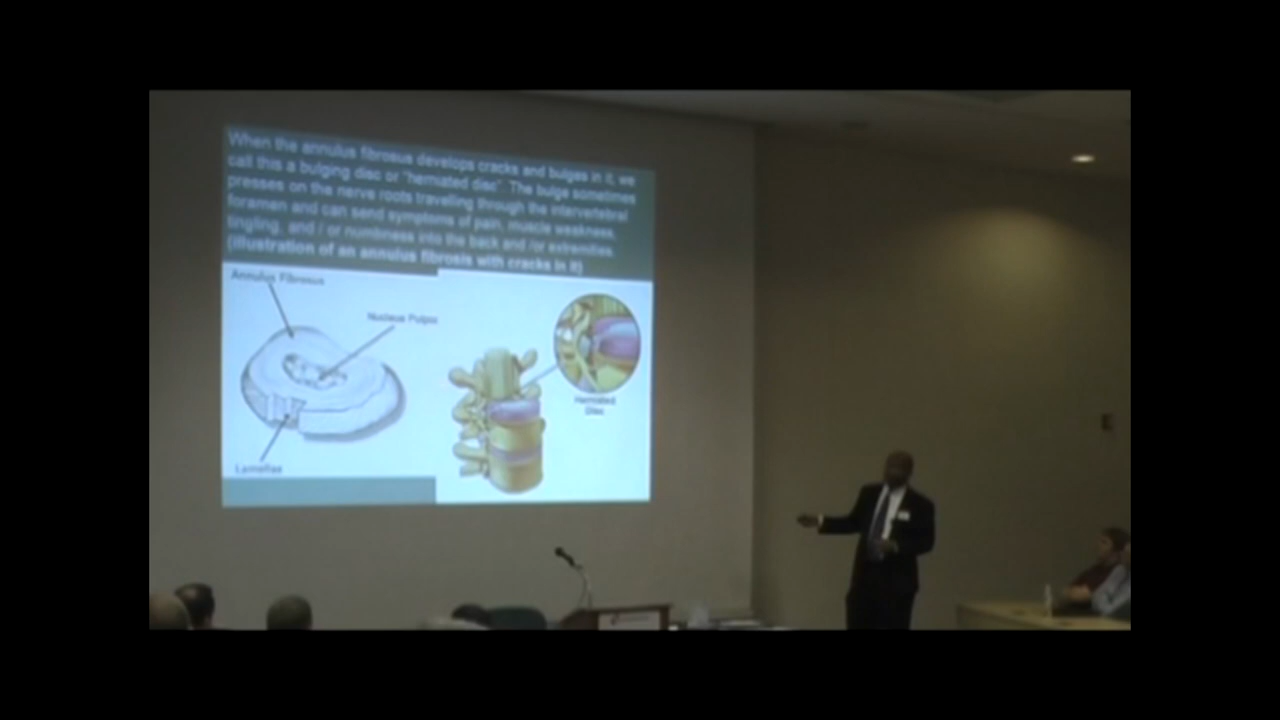 When the annulus fibrosus develops cracks and bulges in it, we
call this a bulging disc or "herniated disc". The bulge sometimes
presses on the nerve roots travelling through the intervertebral
foramen and can send symptoms of pain, muscle weakness,
tingling, and / or numbness into the back and /or extremities.
(Illustration of an annulus fibrosis with cracks in it)
Annulus Fibrosus
Nucleus Pulpos
Herniated
Disc
Lamellae